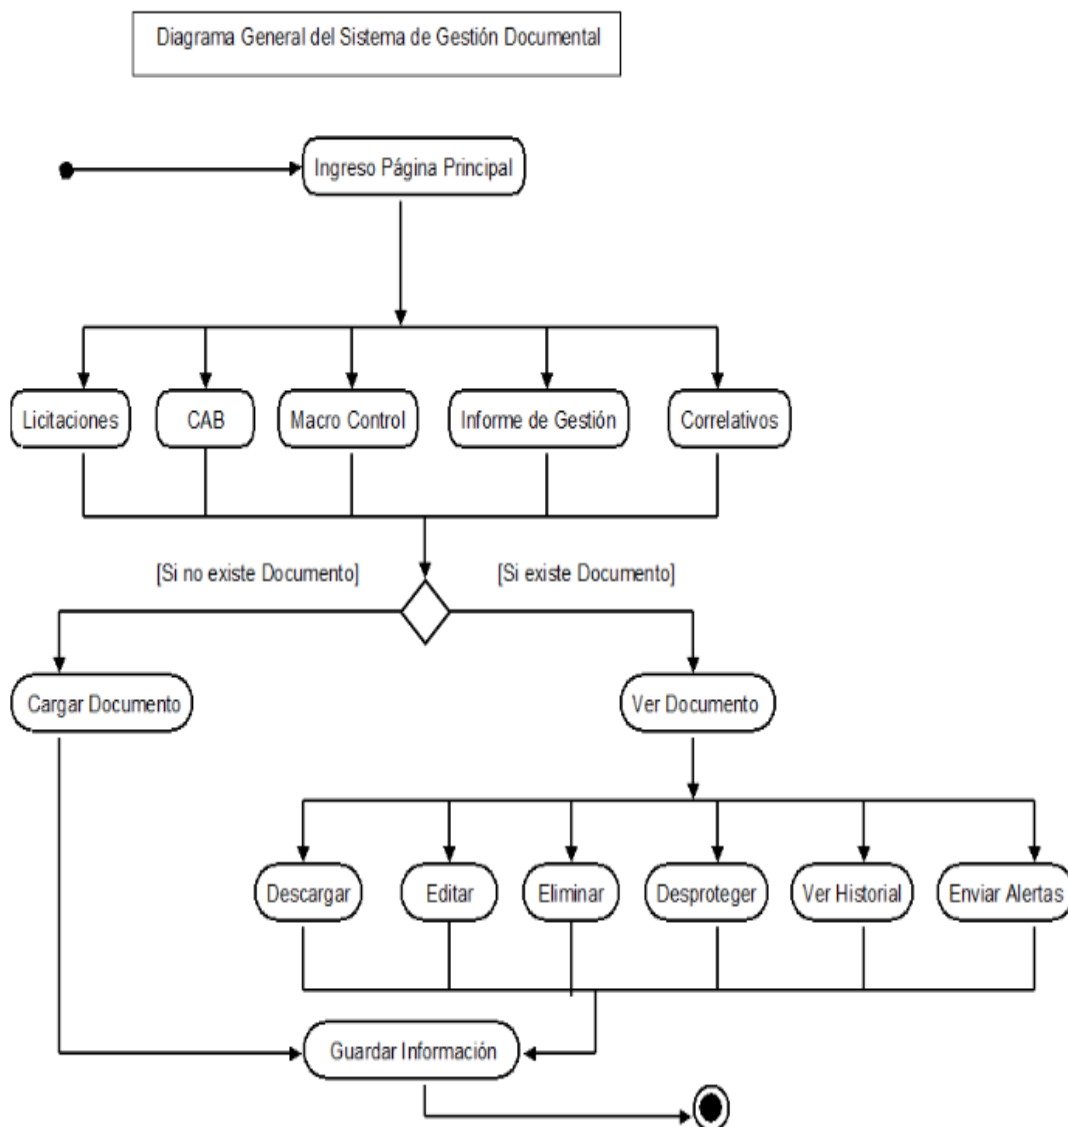 Diagrama General del Sistema de Gestión Documental
Ingreso Página Principal
Licitaciones
CAB
Macro Control
Informe de Gestión
Correlativos
[Si no existe Documento]
[Si existe Documento]
Cargar Documento
Ver Documento
Descargar
Editar
Eliminar
Desproteger
Ver Historial
Enviar Alertas
Guardar Información